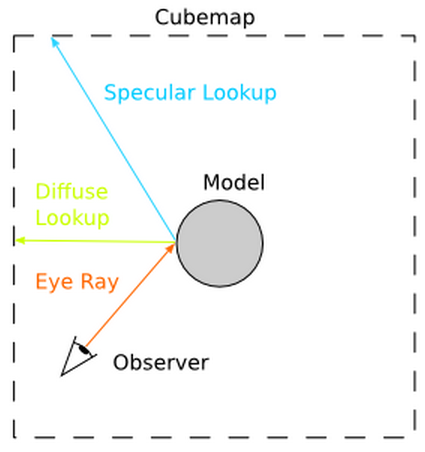 Cubemap
Specular Lookup
Model
Diffuse
Lookup
Eye Ray
Observer